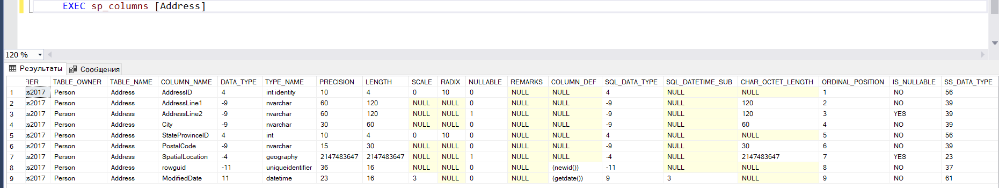 EXEC sp_columns [Address]
120 %
Результаты Сообщения
FIER TABLE_OWNER TABLE_NAME COLUMN_NAME DATA_TYPE TYPE_NAME PRECISION LENGTH SCALE RADIX NULLABLE REMARKS COLUMN_DEF SQL_DATA_TYPE SQL_DATETIME_SUB CHAR_OCTET_LENGTH ORDINAL_POSITION IS_NULLABLE SS_DATA_TYPE
1 ks2017 Person Address AddressID 4 int identity 10 4 0 10 0 NULL NULL 4 NULL NULL 1 NO 56
2 ks2017 Person Address AddressLine1 -9 nvarchar 60 120 NULL NULL 0 NULL NULL -9 NULL 120 2 NO 39
3 ks2017 Person Address AddressLine2 -9 nvarchar 60 120 NULL NULL 1 NULL NULL -9 NULL 120 3 YES 39
4 ks2017 Person Address City -9 nvarchar 30 60 NULL NULL 0 NULL NULL -9 NULL 60 4 NO 39
5 ks2017 Person Address StateProvinceID 4 int 10 4 0 10 0 NULL NULL 4 NULL NULL 5 NO 56
6 ks2017 Person Address PostalCode -9 nvarchar 15 30 NULL NULL 0 NULL NULL -9 NULL 30 6 NO 39
7 ks2017 Person Address SpatialLocation -4 geography 2147483647 2147483647 NULL NULL 1 NULL NULL -4 NULL 2147483647 7 YES 23
8 ks2017 Person Address rowguid -11 uniqueidentifier 36 16 NULL NULL 0 NULL (newid()) -11 NULL NULL 8 NO 37
9 ks2017 Person Address ModifiedDate 11 datetime 23 16 3 NULL 0 NULL (getdate()) 9 3 NULL 9 NO 61